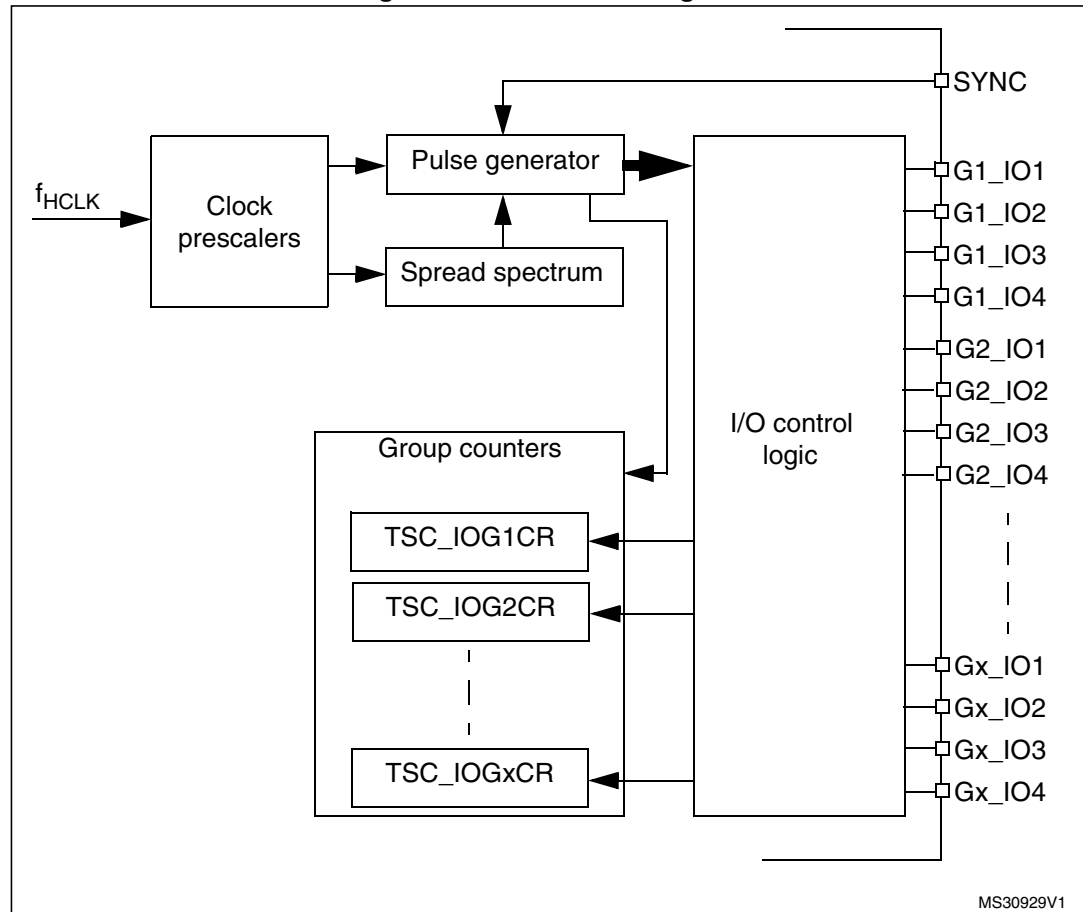 SYNC
Pulse generator
G1_IO1
fHCLK
Clock
prescalers
G1_IO2
G1_IO3
Spread spectrum
G1_IO4
G2_IO1
G2_IO2
I/O control
logic
G2_IO3
Group counters
G2_IO4
TSC_IOG1CR
TSC_IOG2CR
Gx_IO1
Gx_IO2
Gx_IO3
TSC_IOGxCR
Gx_IO4
MS30929V1